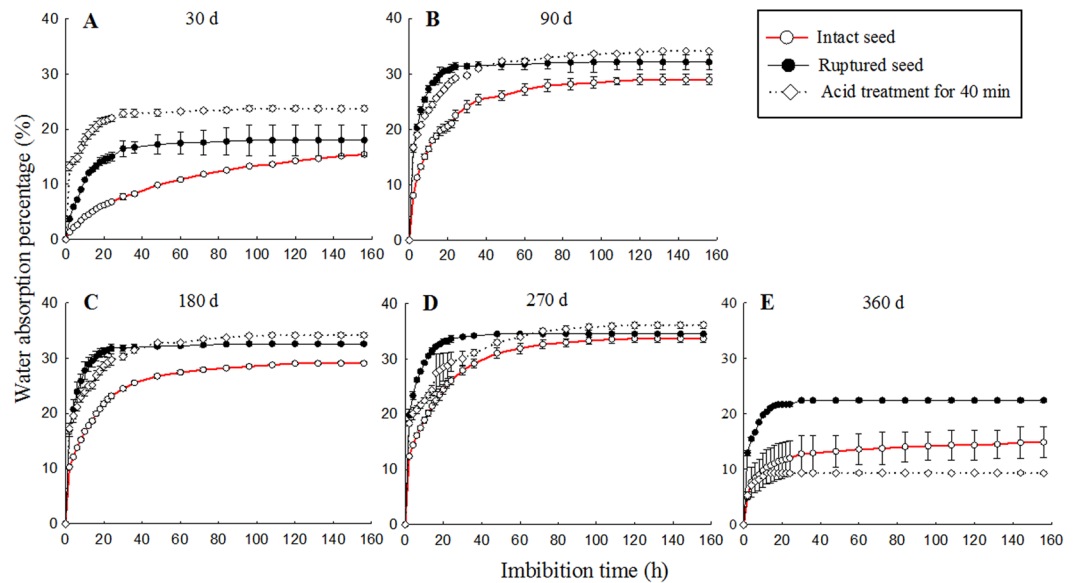 A 30 d
40
30
20
10
0
0 20 40 60 80 100 120 140 160
B 90 d
40
30
20
10
0
0 20 40 60 80 100 120 140 160
Intact seed
Ruptured seed
Acid treatment for 40 min
Water absorption percentage (%)
C 180 d
40
30
20
10
0
0 20 40 60 80 100 120 140 160
D 270 d
40
30
20
10
0
0 20 40 60 80 100 120 140 160
E 360 d
40
30
20
10
0
0 20 40 60 80 100 120 140 160
Imbibition time (h)